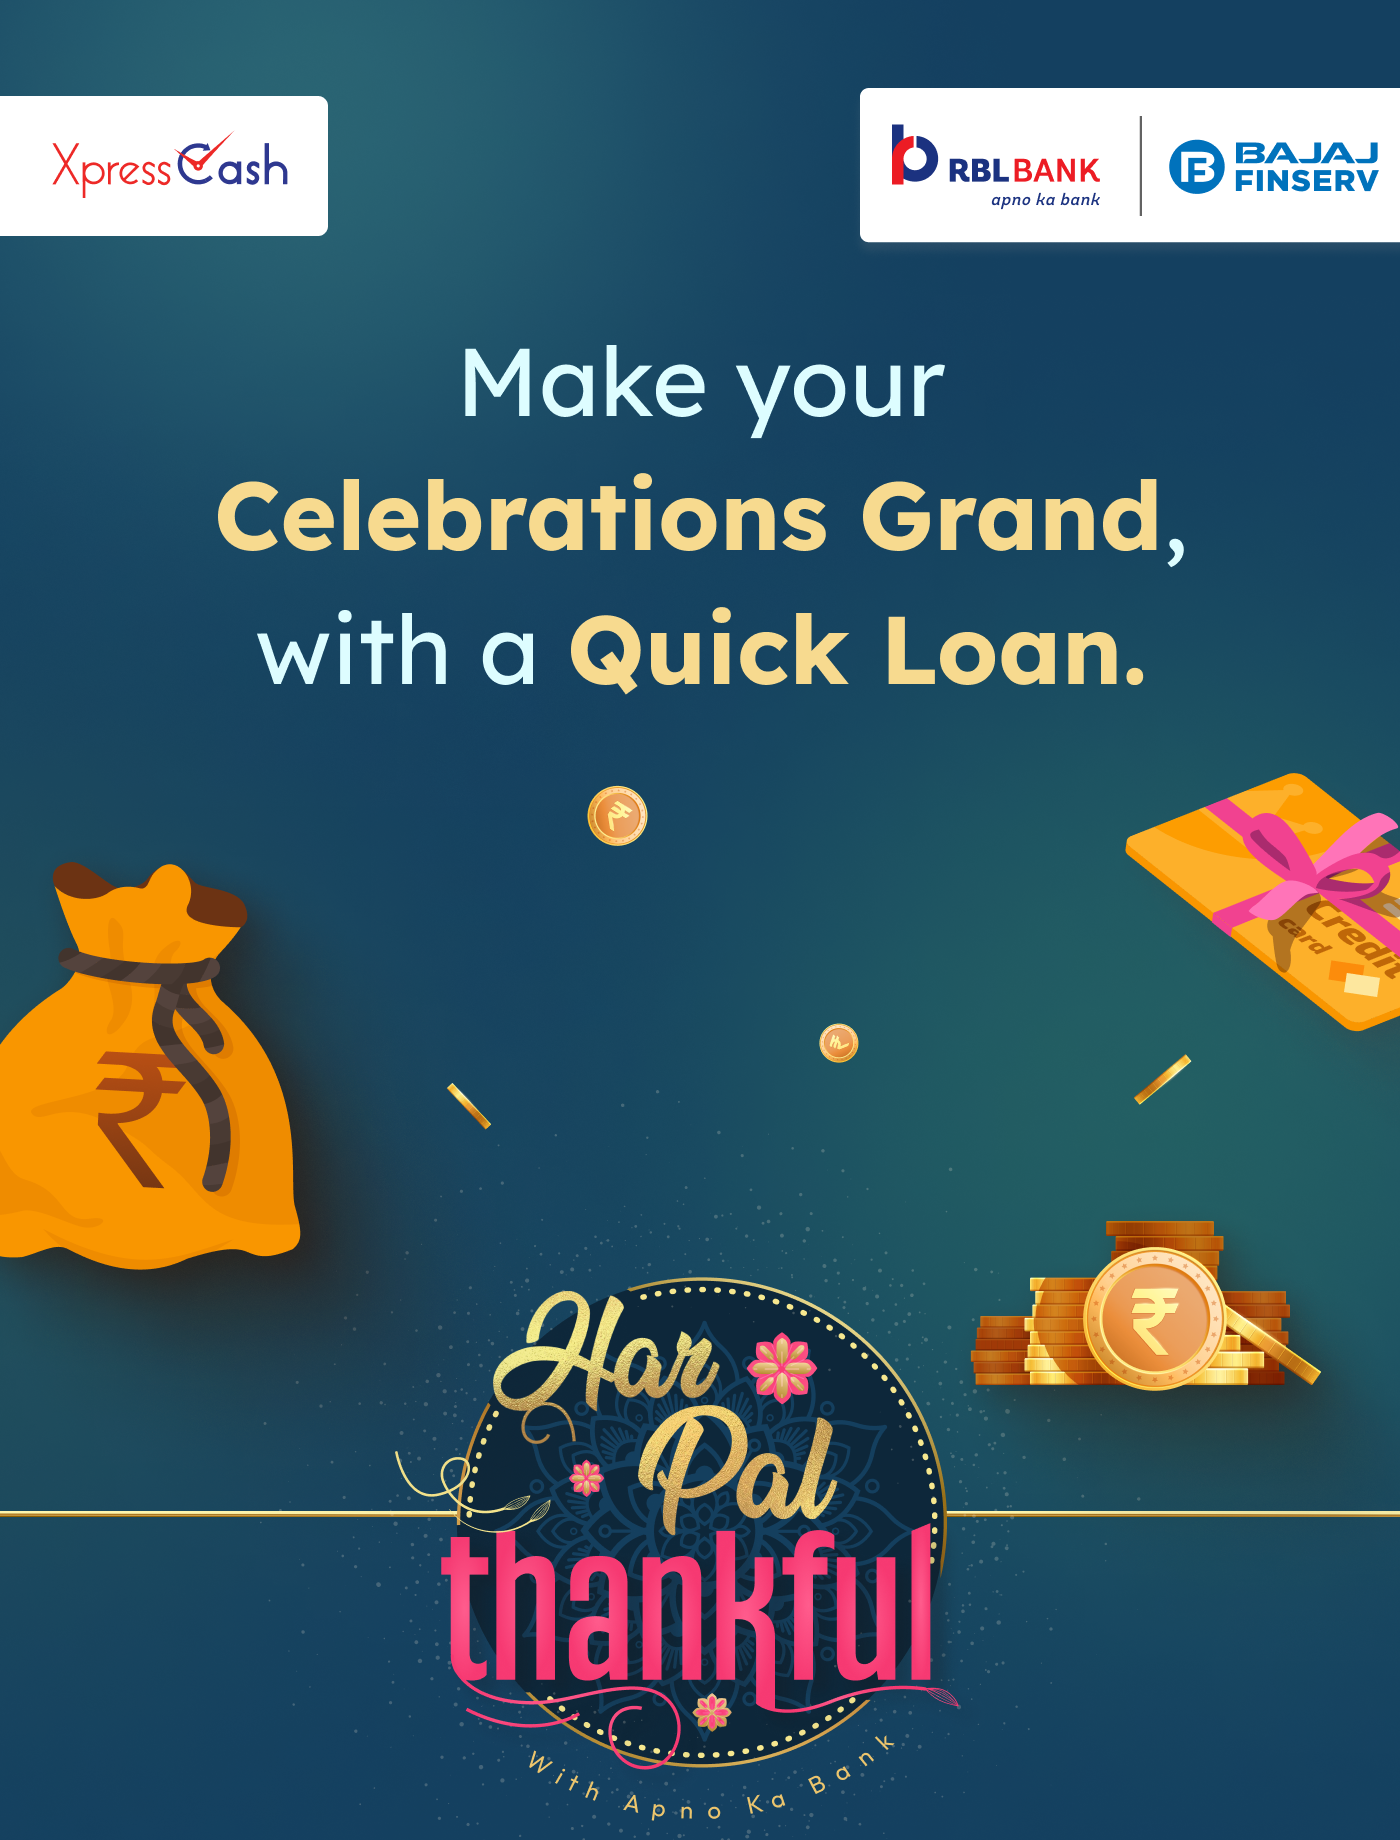 XpressCash
RBL BANK
apno ka bank
BAJAJ
FINSERV
Make your
Celebrations Grand,
with a Quick Loan.
₹
Credit
card
₹
Har
Pal
thankful
With Apno Ka Bank